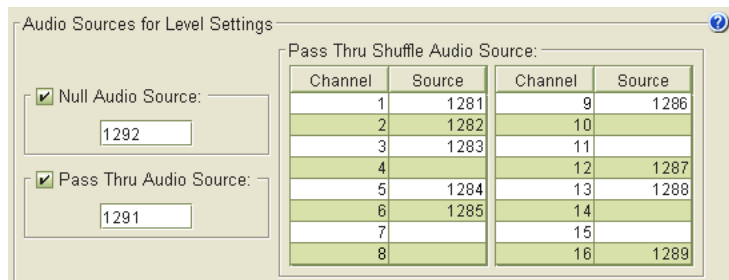 Audio Sources for Level Settings
?
Null Audio Source:
1292
Pass Thru Audio Source:
1291
Pass Thru Shuffle Audio Source:
Channel Source Channel Source
1 1281 9 1286
2 1282 10
3 1283 11
4 12 1287
5 1284 13 1288
6 1285 14
7 15
8 16 1289